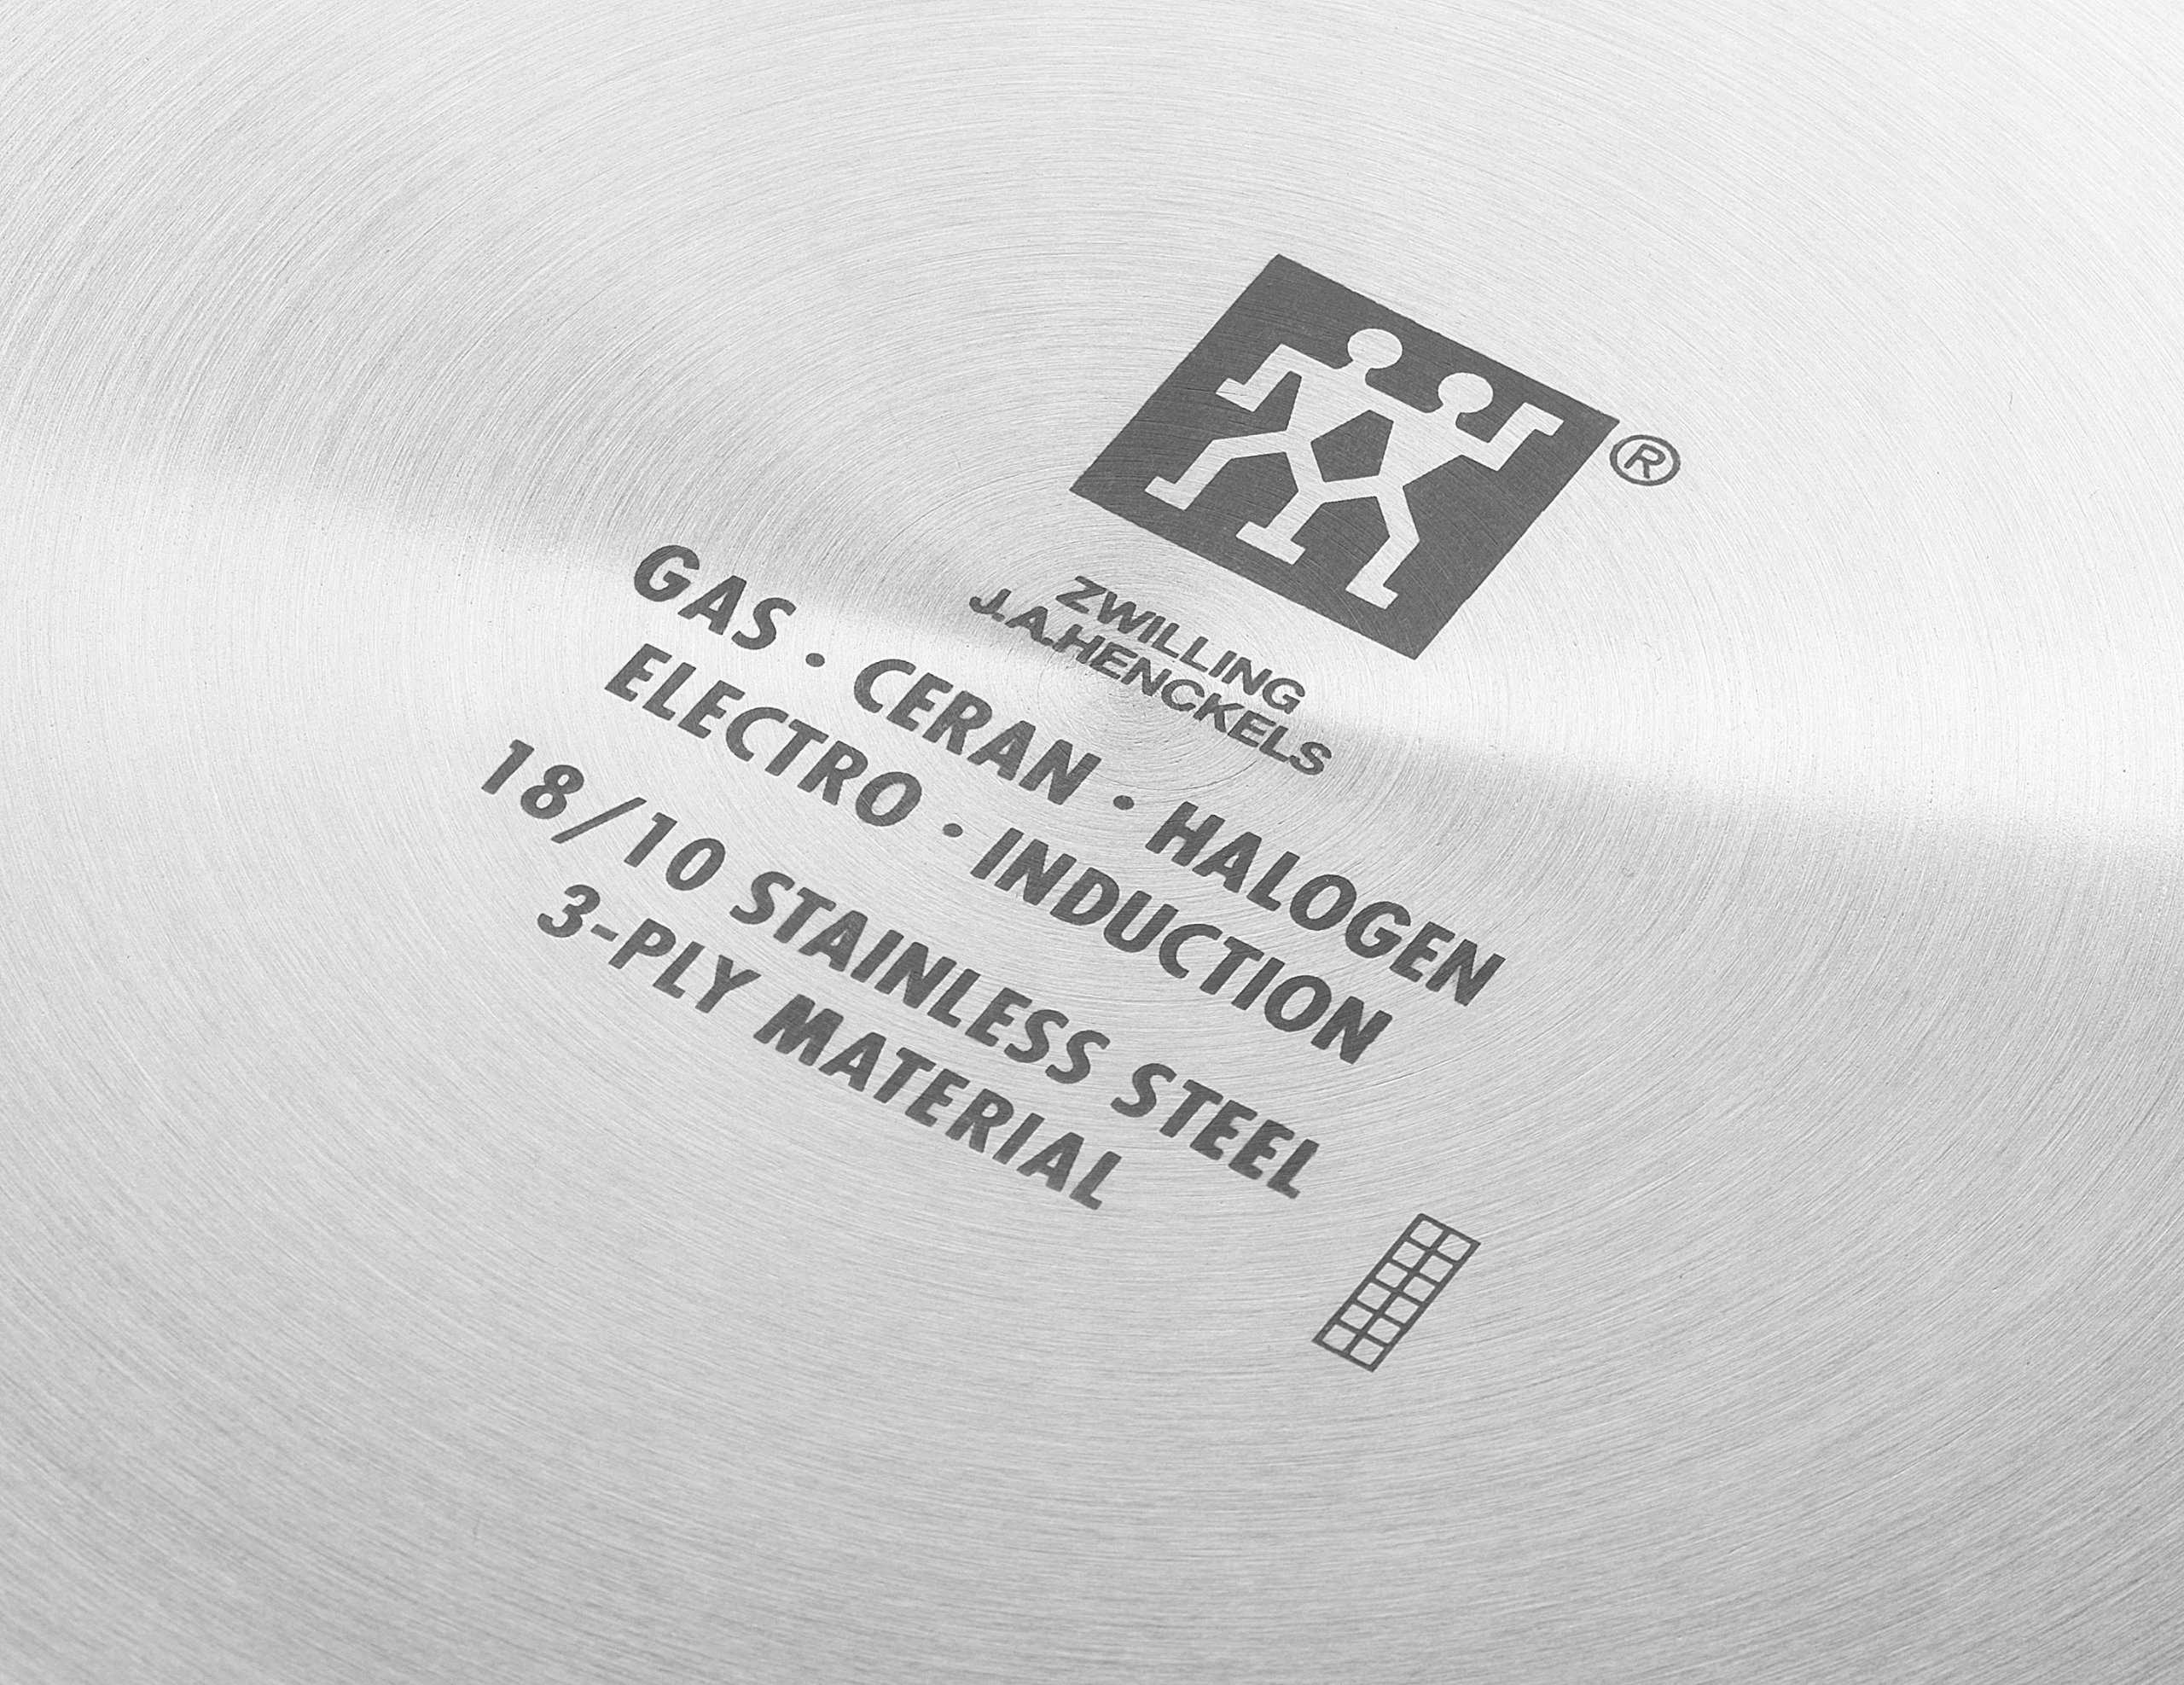 ®
ZWILLING
J.A.HENCKELS
GAS · CERAN · HALOGEN
ELECTRO · INDUCTION
18/10 STAINLESS STEEL
3-PLY MATERIAL